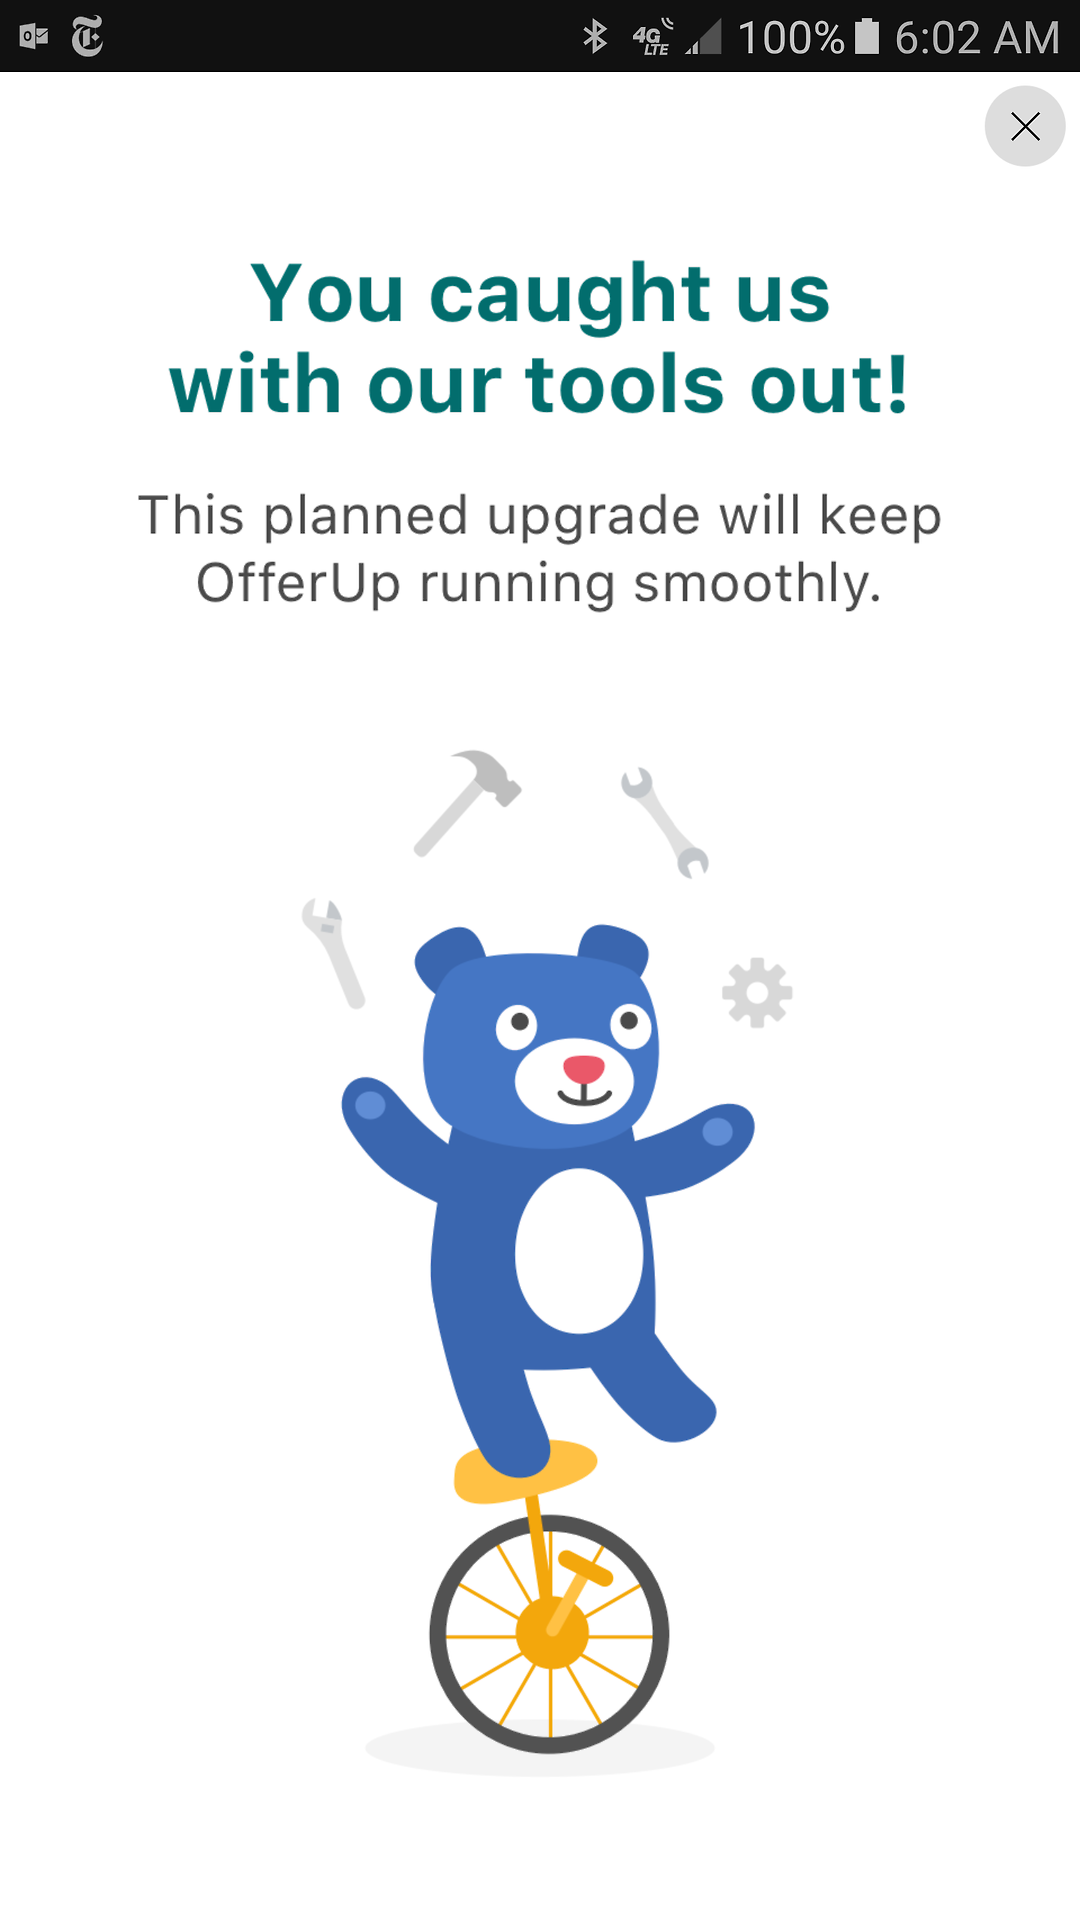 4G LTE 100% 6:02 AM
You caught us
with our tools out!
This planned upgrade will keep
OfferUp running smoothly.